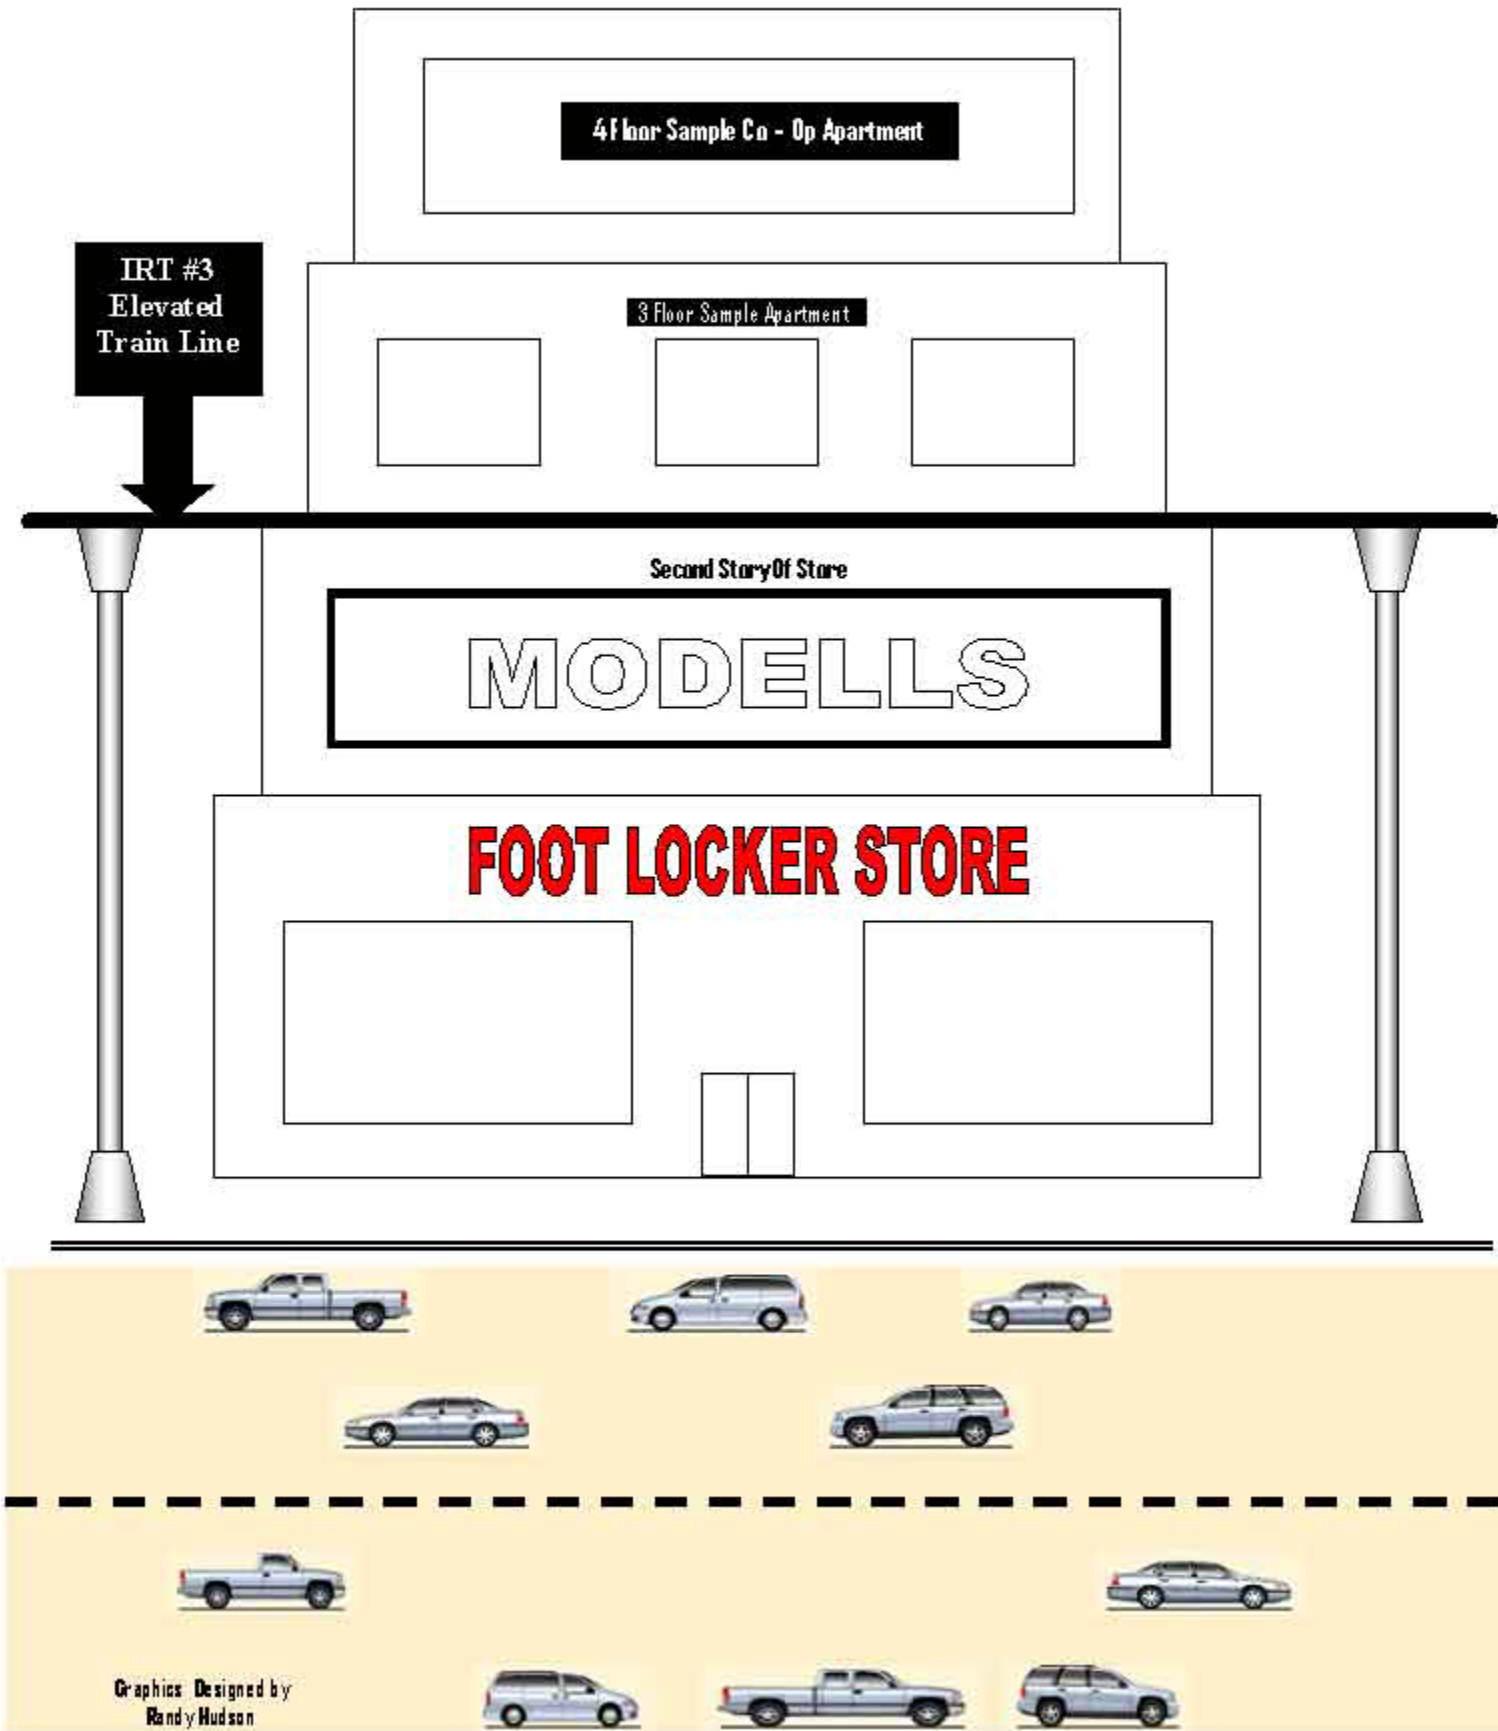 4 Floor Sample Co - Op Apartment
IRT #3
Elevated
Train Line
3 Floor Sample Apartment
Second Story Of Store
MODELLS
FOOT LOCKER STORE
Graphics Designed by
Randy Hudson